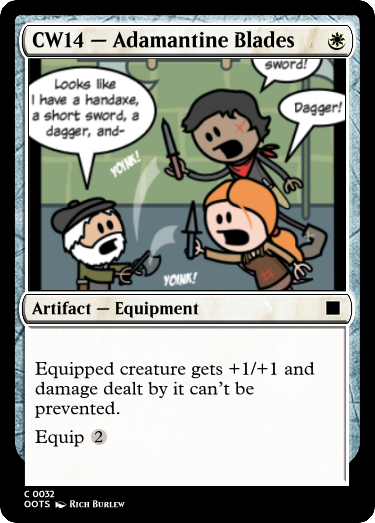 CW14 — Adamantine Blades
sword!
Looks like
I have a handaxe,
a short sword, a
dagger, and-
Dagger!
YOINK!
YOINK!
Artifact — Equipment
Equipped creature gets +1/+1 and
damage dealt by it can't be
prevented.
Equip 2
C 0032
OOTS Rich Burlew